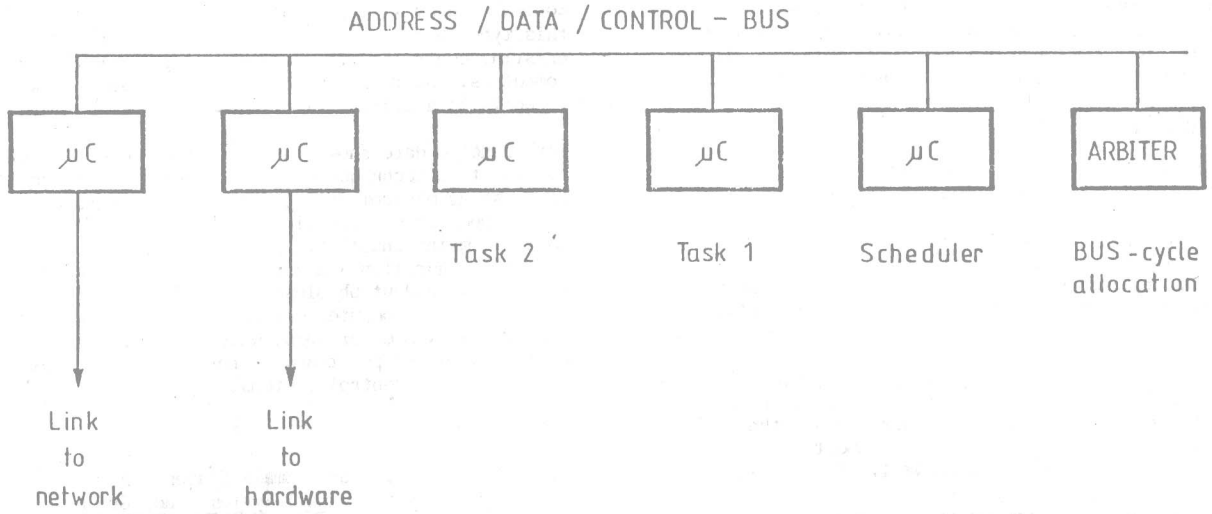 ADDRESS / DATA / CONTROL - BUS
µC
µC
µC
µC
µC
ARBITER
Task 2
Task 1
Scheduler
BUS-cycle
allocation
Link
to
network
Link
to
hardware